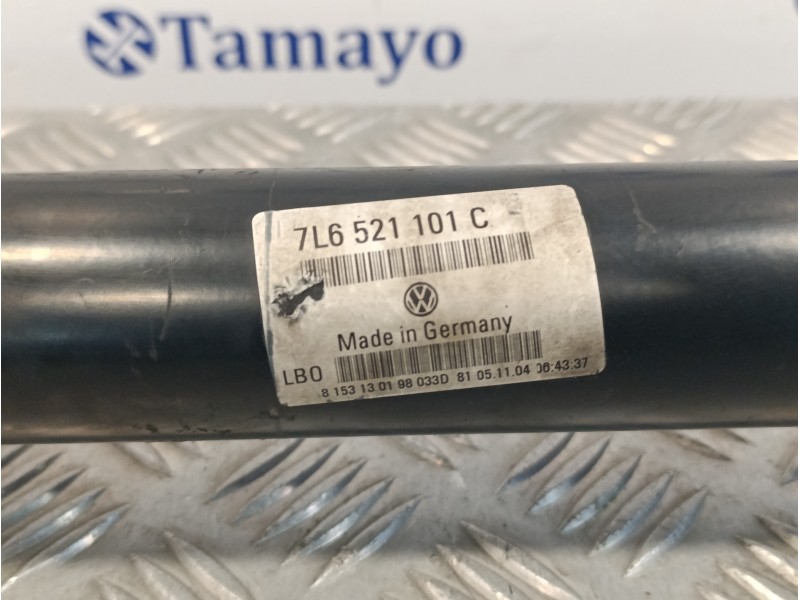 Tamayo
7L6 521 101 C
Made in Germany
LBO
8 153 13 01 98 033D 81 05.11.04 06:43:37